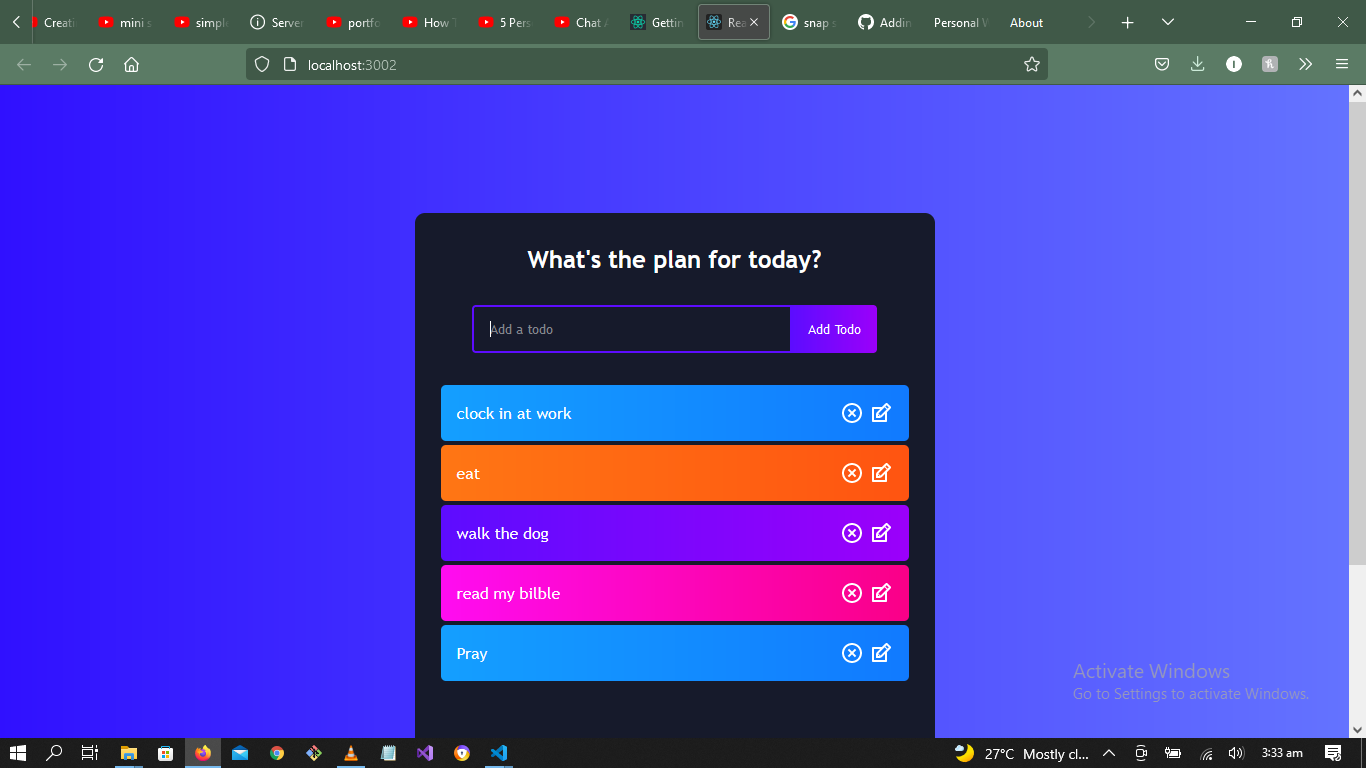 Creati
mini s
simple
Server
portfo
How T
5 Pers
Chat A
Gettin
Rea
snap s
Addin
Personal W
About
localhost:3002
What's the plan for today?
Add a todo
Add Todo
clock in at work
eat
walk the dog
read my bilble
Pray
Activate Windows
Go to Settings to activate Windows.
27°C Mostly cl...
3:33 am